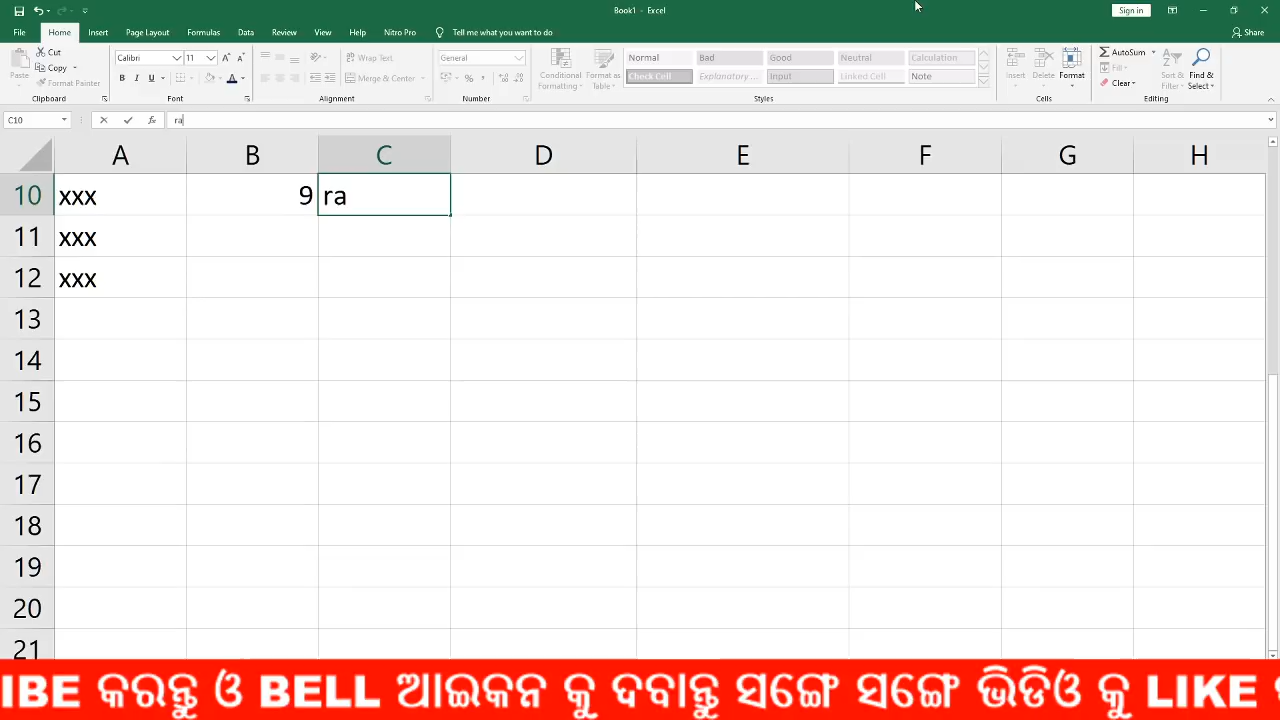 Book1 - Excel
Sign in
File Home Insert Page Layout Formulas Data Review View Help Nitro Pro Tell me what you want to do Share
Paste Cut Copy Format Painter Clipboard
Calibri 11 B I U Font
Wrap Text Merge & Center Alignment
General % Number
Conditional Formatting Format as Table
Normal Bad Good Neutral Calculation
Check Cell Explanatory... Input Linked Cell Note
Styles
Insert Delete Format Cells
AutoSum Fill Clear Sort & Filter Find & Select Editing
C10 fx ra
A B C D E F G H
10 xxx 9 ra
11 xxx
12 xxx
13
14
15
16
17
18
19
20
21
IBE କରନ୍ତୁ ଓ BELL ଆଇକନ କୁ ଦବାନ୍ତୁ ସଙ୍ଗେ ସଙ୍ଗେ ଭିଡିଓ କୁ LIKE